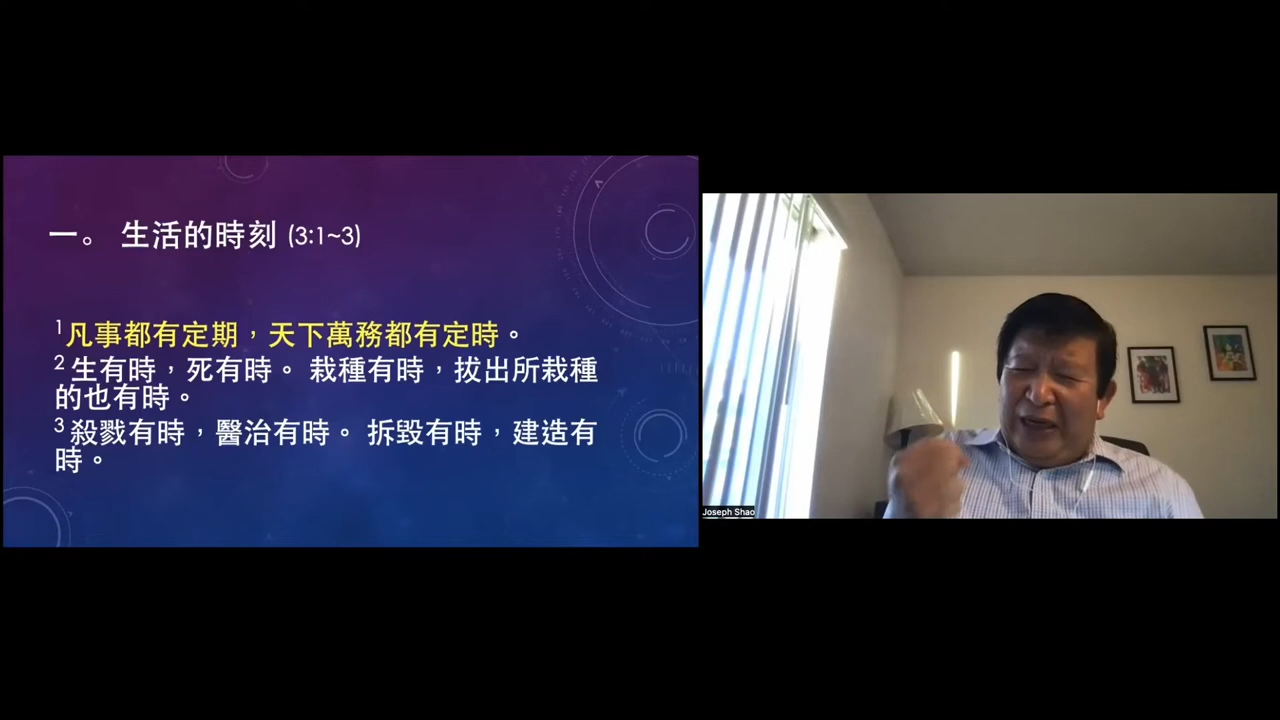 一。 生活的時刻 (3:1~3)
1凡事都有定期，天下萬務都有定時。
2生有時，死有時。 栽種有時，拔出所栽種
的也有時。
3殺戮有時，醫治有時。 拆毀有時，建造有
時。
Joseph Shao